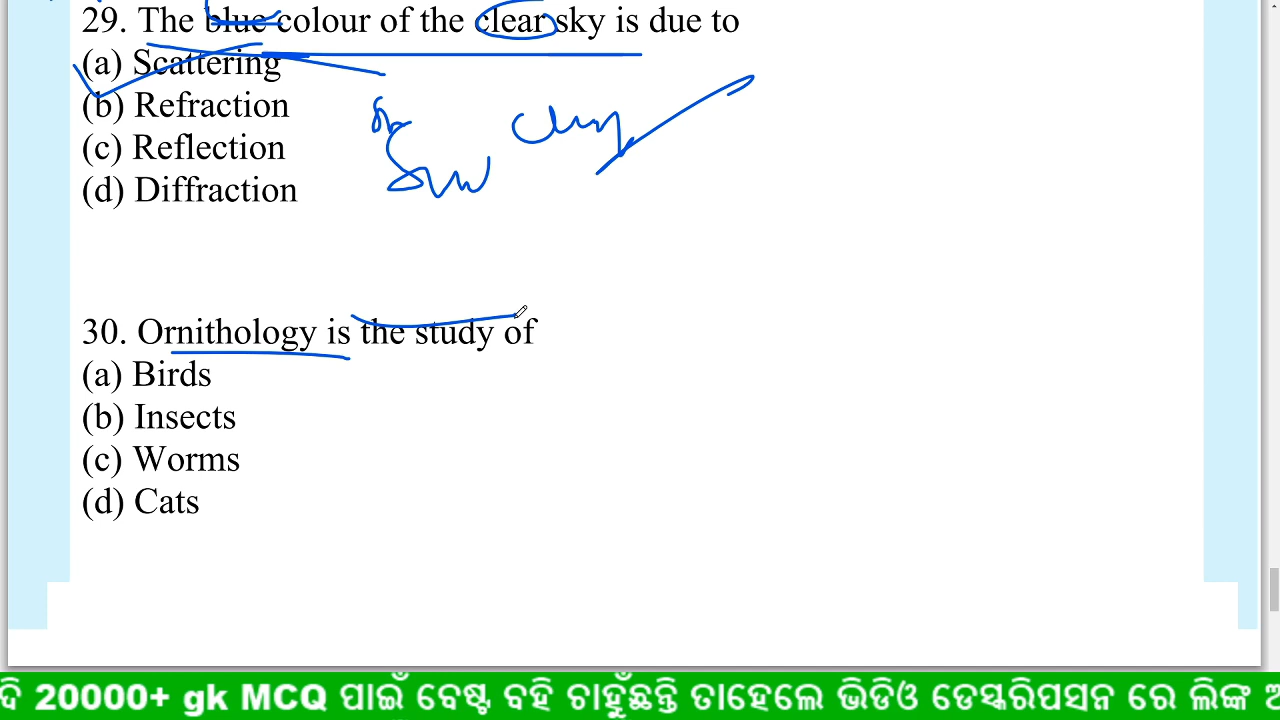 29. The blue colour of the clear sky is due to
(a) Scattering
(b) Refraction
(c) Reflection
(d) Diffraction
30. Ornithology is the study of
(a) Birds
(b) Insects
(c) Worms
(d) Cats
ଦି 20000+ gk MCQ ପାଇଁ ବେଷ୍ଟ ବହି ଚାହୁଁଛନ୍ତି ତାହେଲେ ଭିଡିଓ ଡେସ୍କରିପସନ ରେ ଲିଙ୍କ